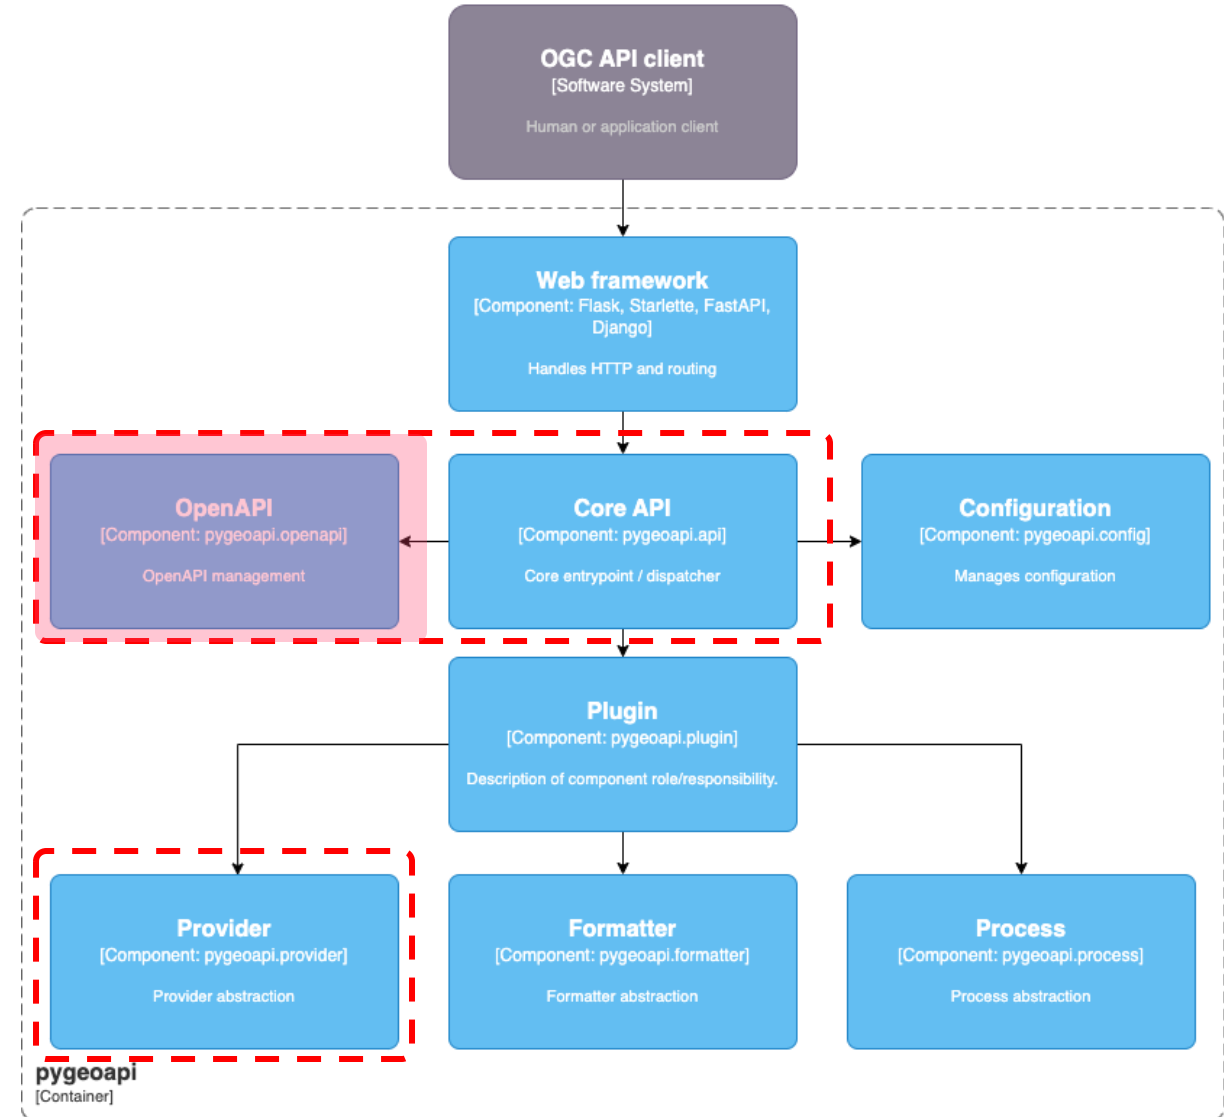 OGC API client
[Software System]
Human or application client
Web framework
[Component: Flask, Starlette, FastAPI,
Django]
Handles HTTP and routing
OpenAPI
[Component: pygeoapi.openapi]
OpenAPI management
Core API
[Component: pygeoapi.api]
Core entrypoint / dispatcher
Configuration
[Component: pygeoapi.config]
Manages configuration
Plugin
[Component: pygeoapi.plugin]
Description of component role/responsibility.
Provider
[Component: pygeoapi.provider]
Provider abstraction
Formatter
[Component: pygeoapi.formatter]
Formatter abstraction
Process
[Component: pygeoapi.process]
Process abstraction
pygeoapi
[Container]